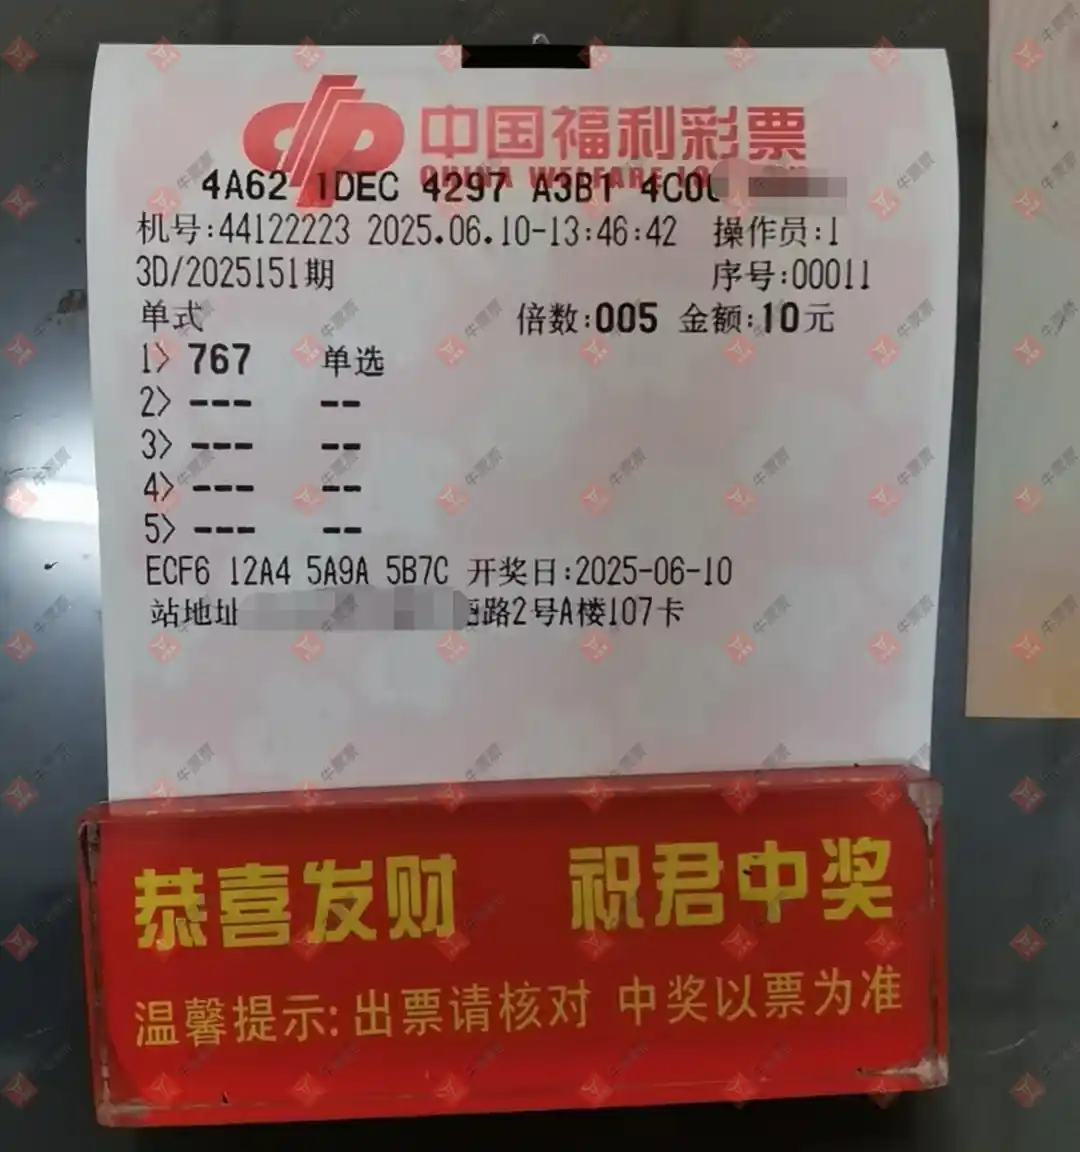 中国福利彩票
CHINA WELFARE LO
4A62 1DEC 4297 A3B1 4C0
机号:44122223 2025.06.10-13:46:42 操作员:1
3D/2025151期 序号:00011
单式 倍数:005 金额:10元
1> 767 单选
2> --- --
3> --- --
4> --- --
5> --- --
ECF6 12A4 5A9A 5B7C 开奖日:2025-06-10
站地址 路2号A楼107卡
恭喜发财 祝君中奖
温馨提示:出票请核对 中奖以票为准